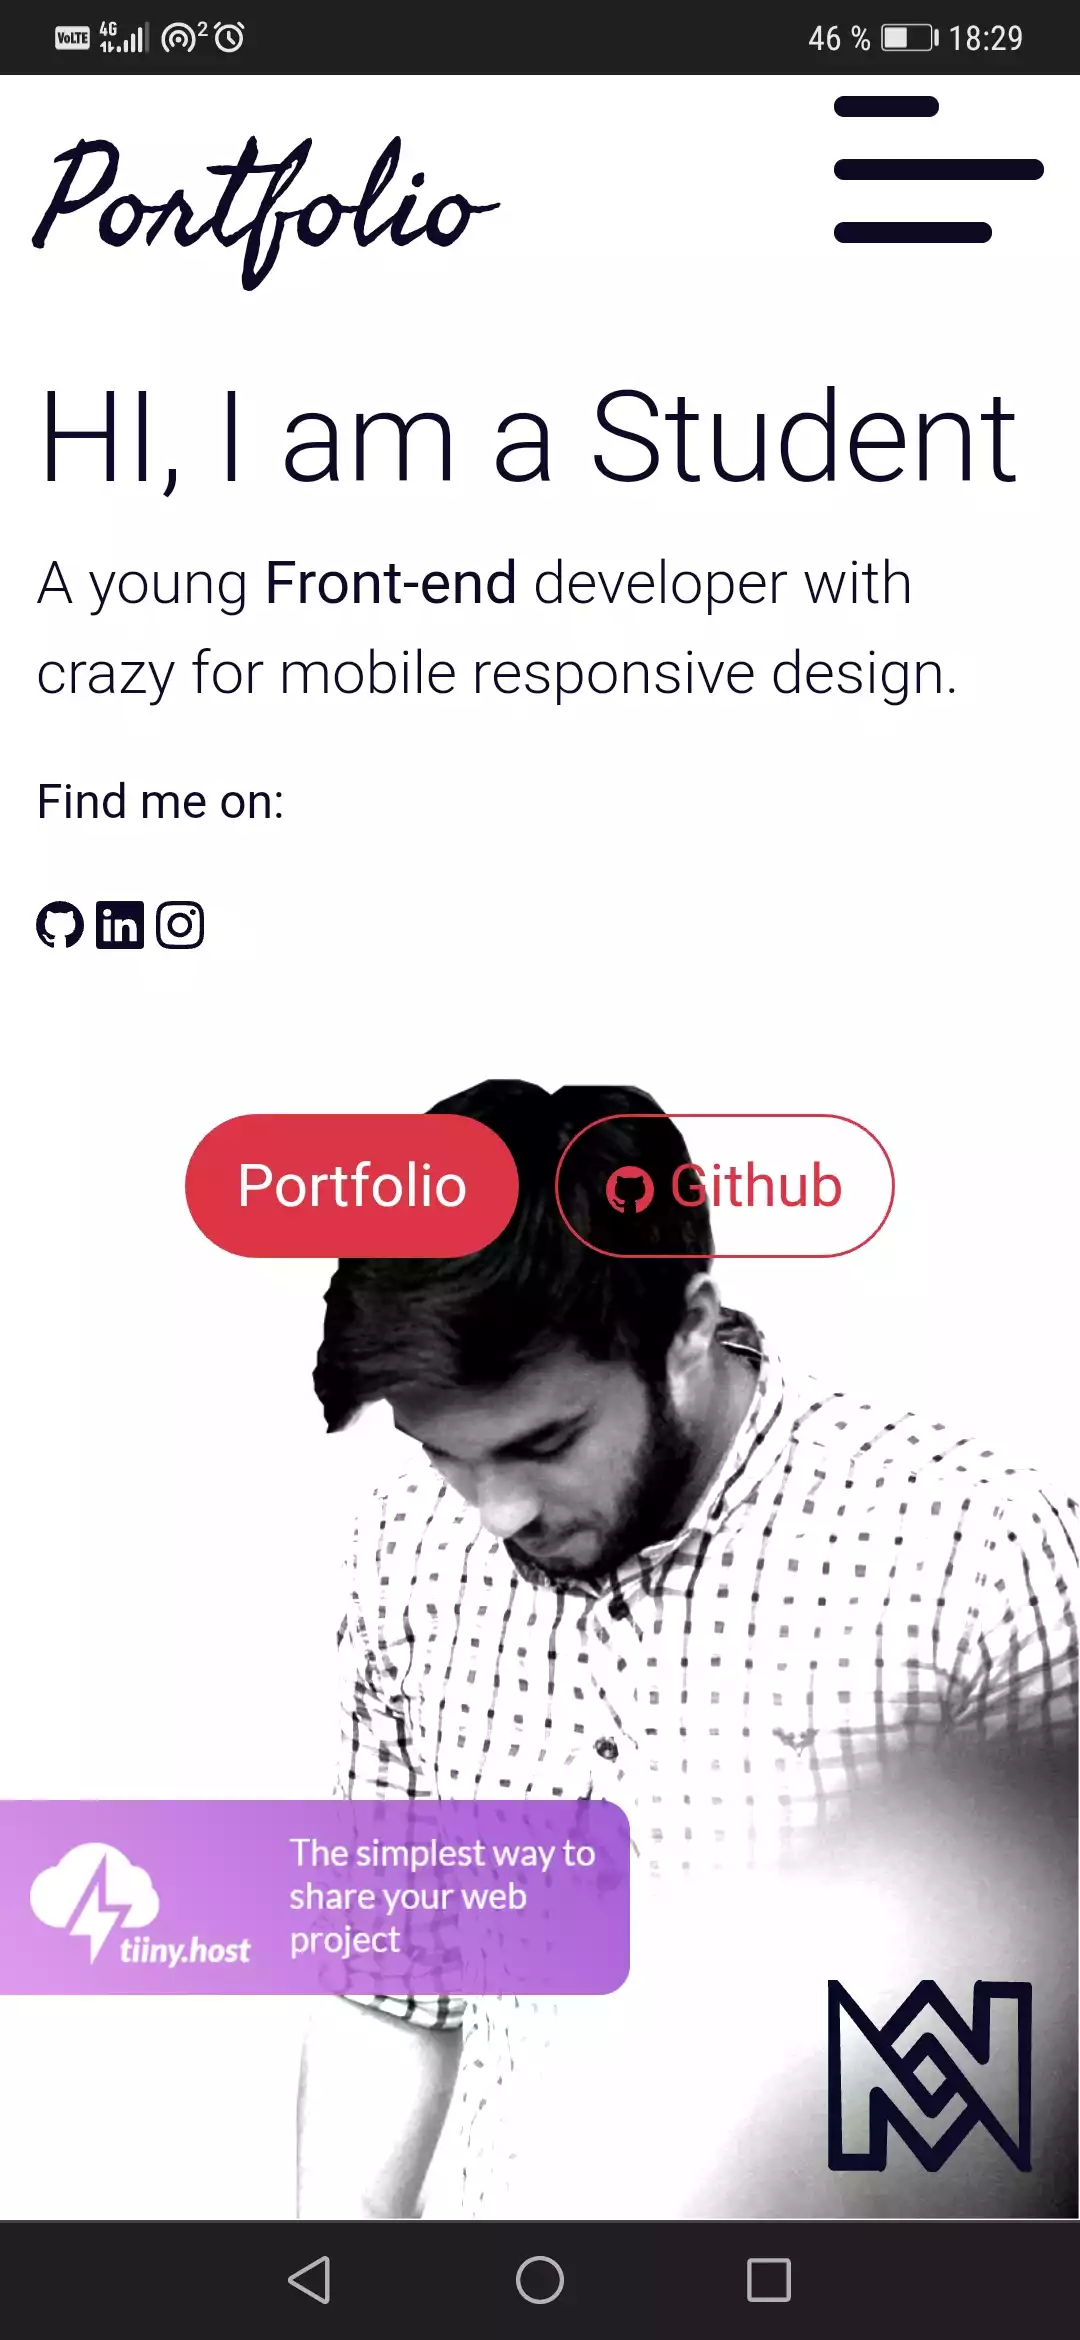 VoLTE 4G 2 46 % 18:29
Portfolio
HI, I am a Student
A young Front-end developer with
crazy for mobile responsive design.
Find me on:
in
Portfolio Github
The simplest way to
share your web
project
tiiny.host